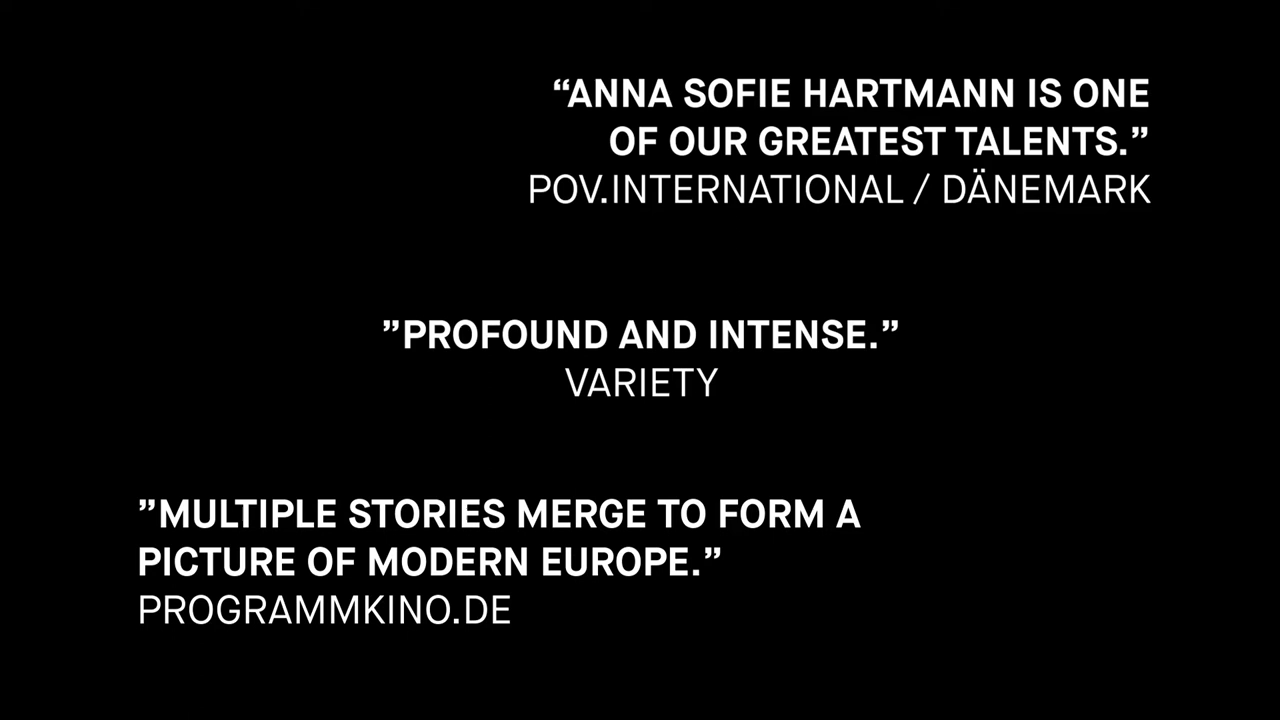 “ANNA SOFIE HARTMANN IS ONE
OF OUR GREATEST TALENTS.”
POV.INTERNATIONAL / DÄNEMARK
”PROFOUND AND INTENSE.”
VARIETY
”MULTIPLE STORIES MERGE TO FORM A
PICTURE OF MODERN EUROPE.”
PROGRAMMKINO.DE